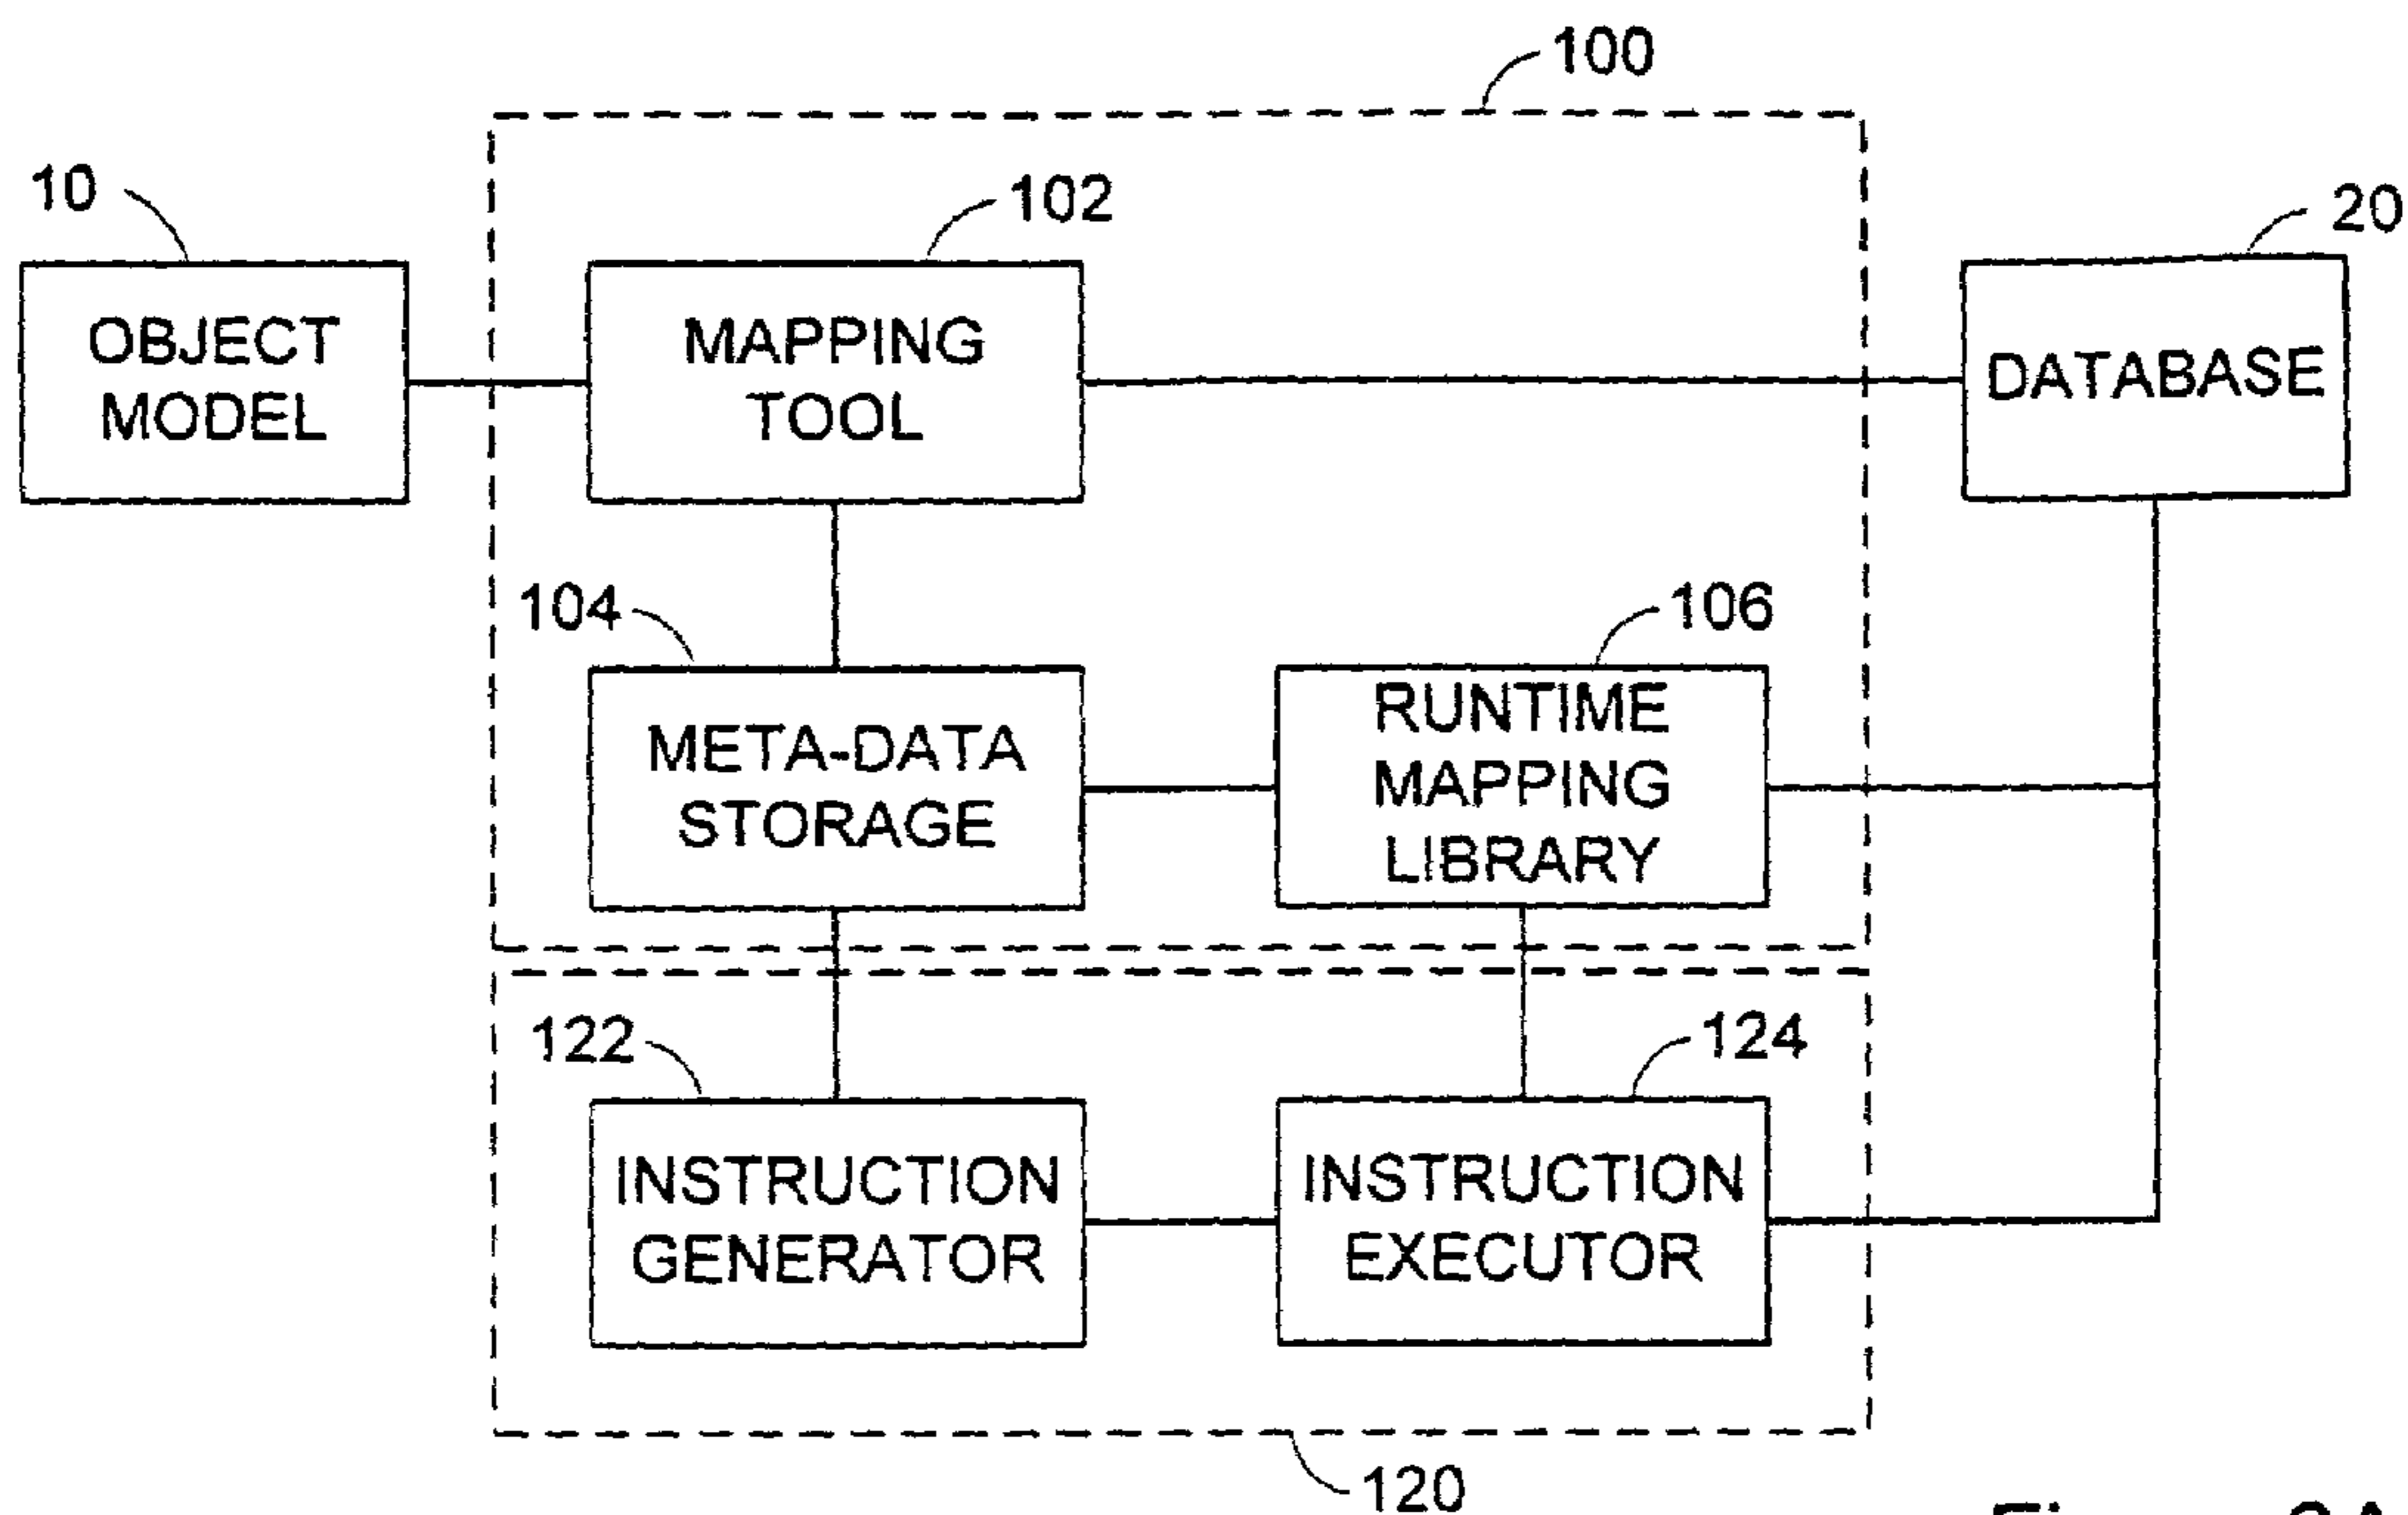 100
10
102
20
OBJECT
MODEL
MAPPING
TOOL
DATABASE
104
106
META-DATA
STORAGE
RUNTIME
MAPPING
LIBRARY
122
124
INSTRUCTION
GENERATOR
INSTRUCTION
EXECUTOR
120